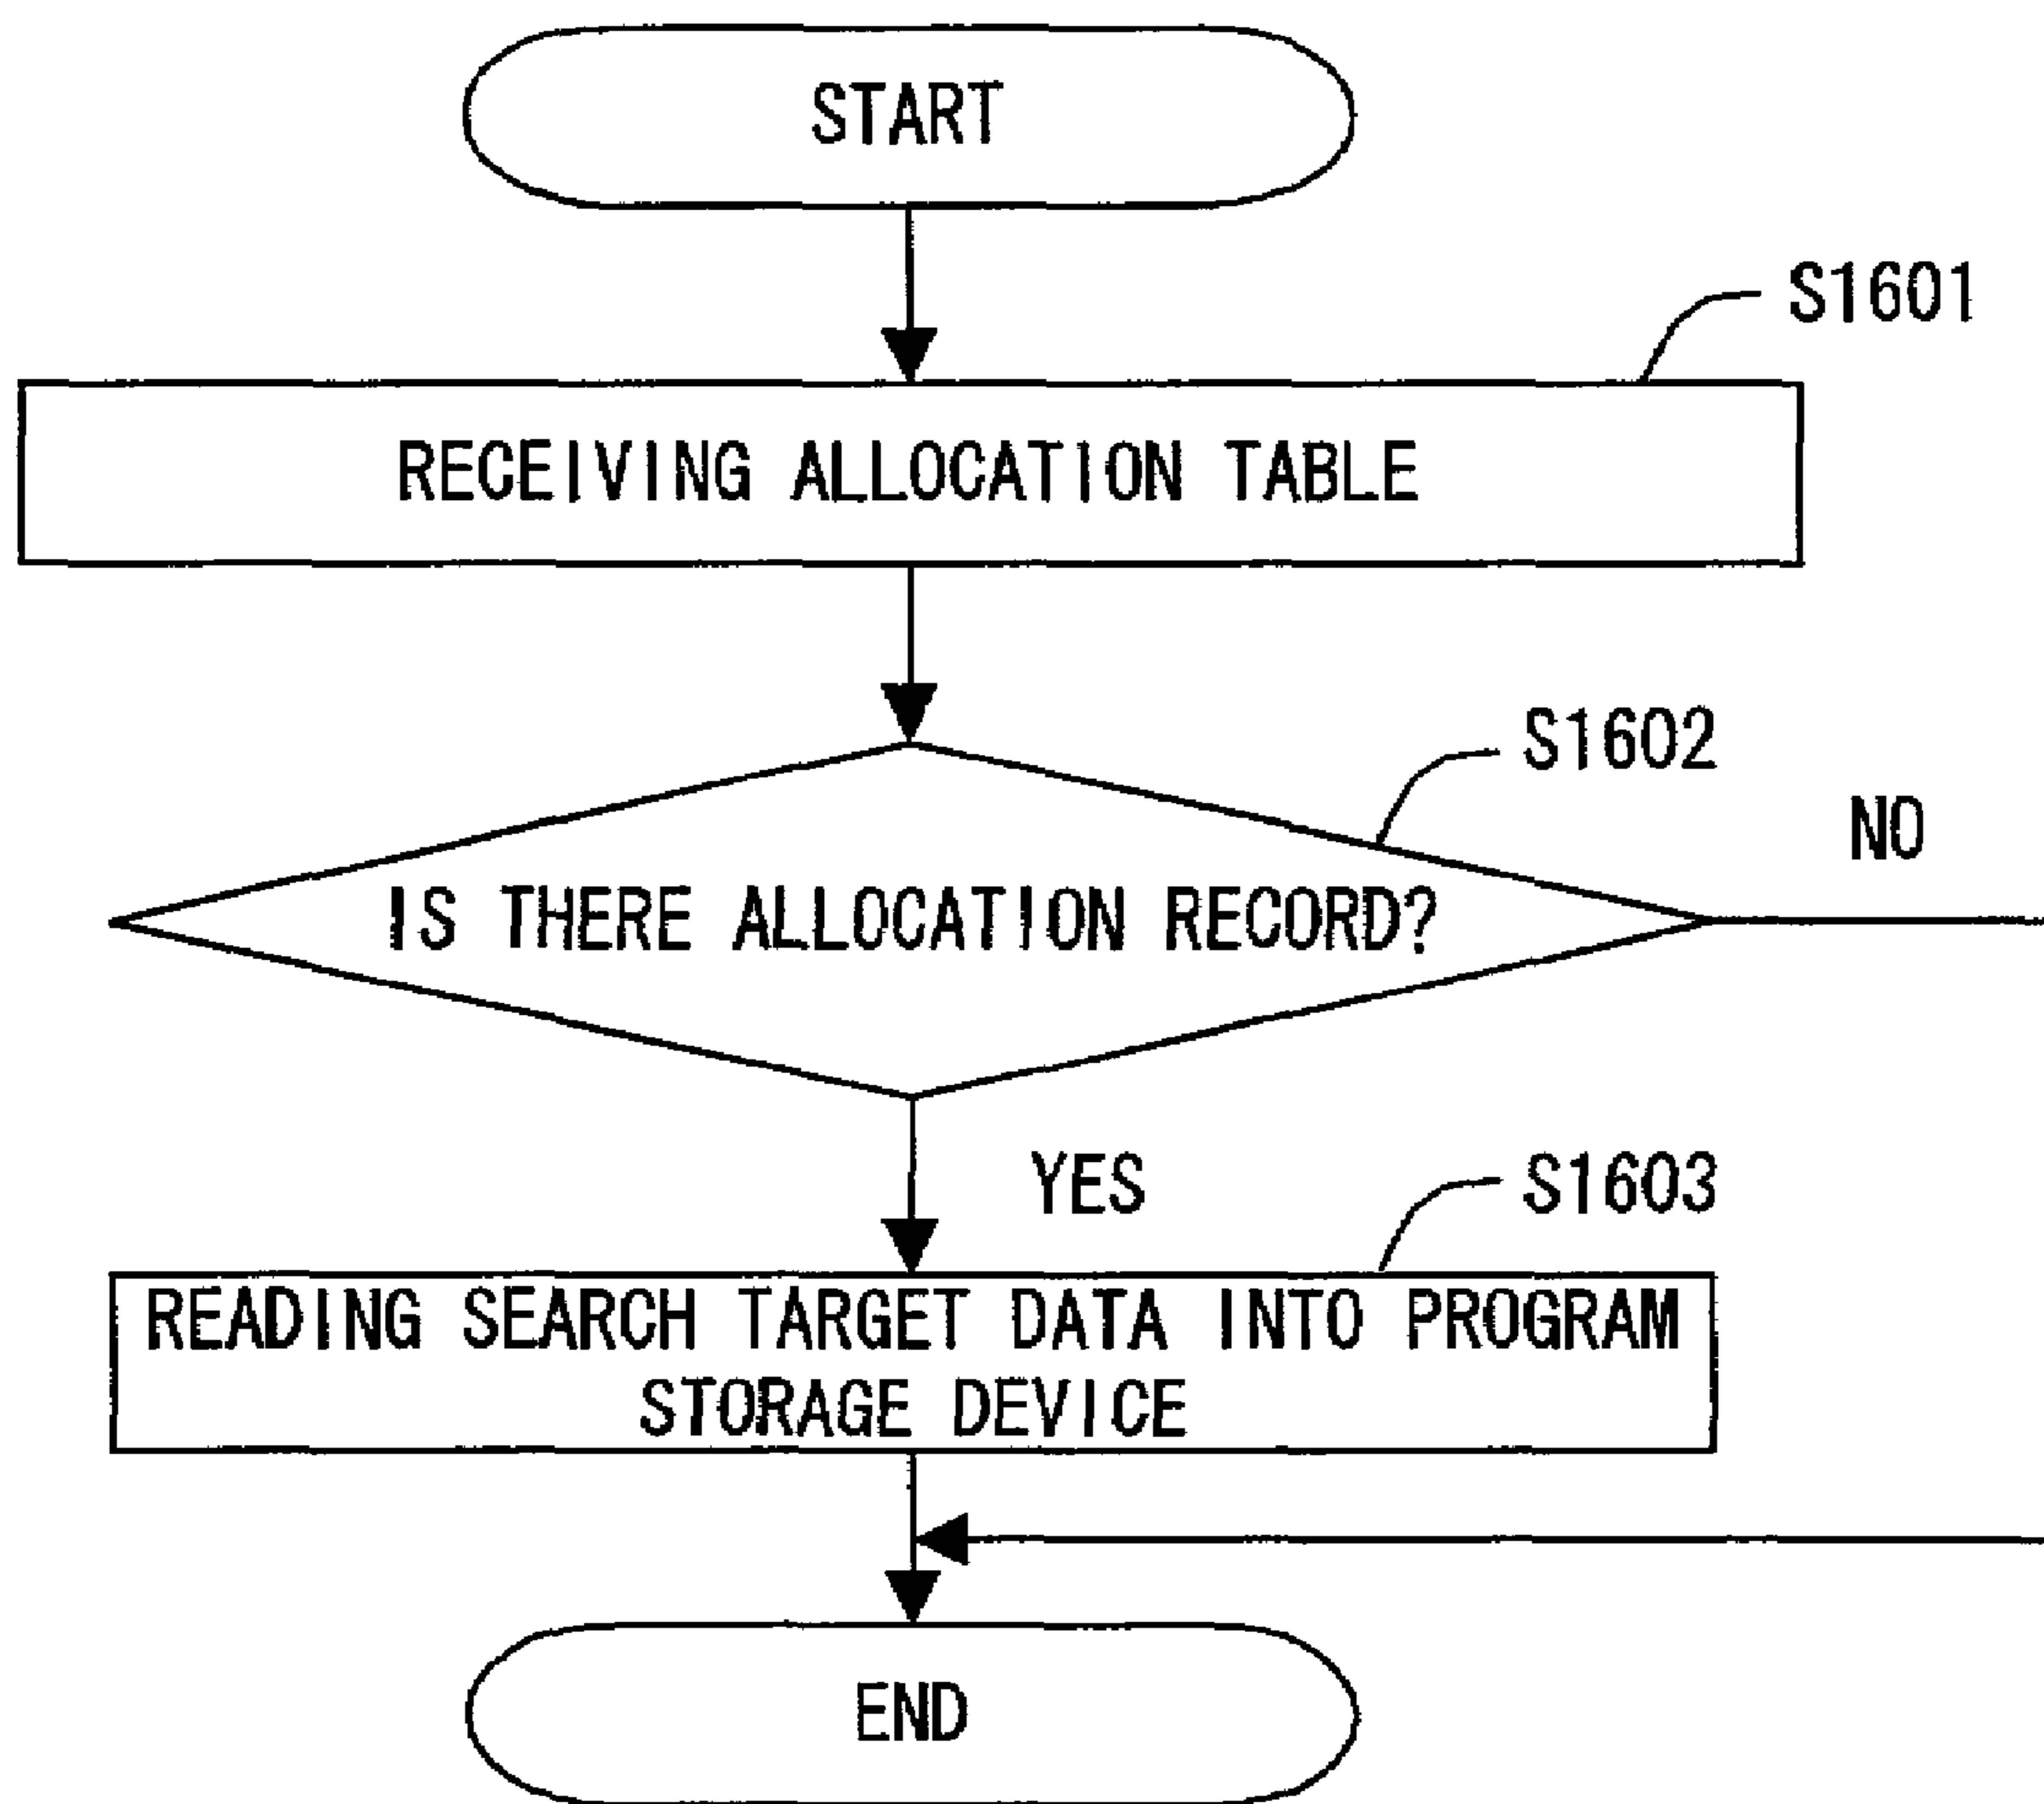 START
S1601
RECEIVING ALLOCATION TABLE
S1602
NO
IS THERE ALLOCATION RECORD?
YES
S1603
READING SEARCH TARGET DATA INTO PROGRAM
STORAGE DEVICE
END